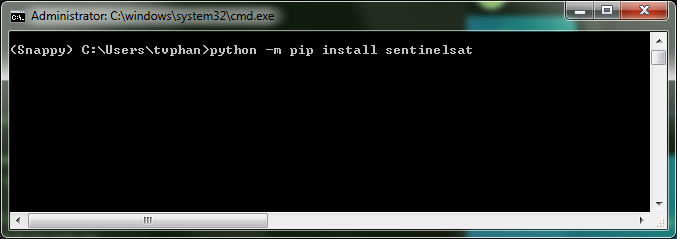 Administrator: C:\windows\system32\cmd.exe
(Snappy) C:\Users\tvphan>python -m pip install sentinelsat